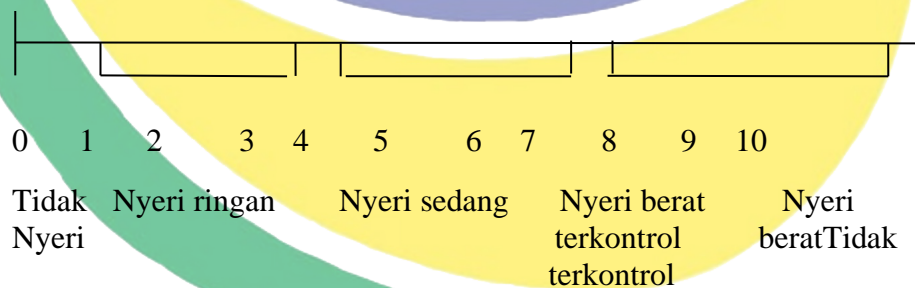 0 1 2 3 4 5 6 7 8 9 10
Tidak Nyeri ringan Nyeri sedang Nyeri berat Nyeri
Nyeri terkontrol beratTidak
terkontrol